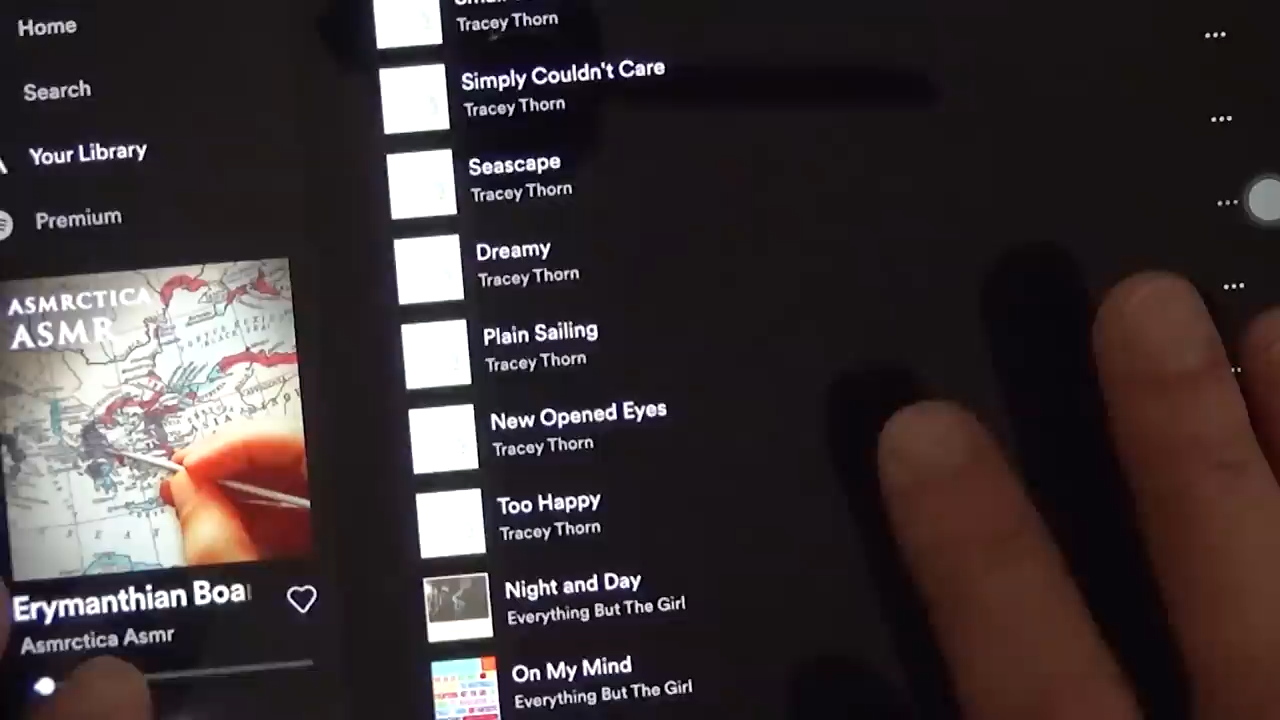 Home
Search
Your Library
Premium
ASMRCTICA
ASMR
Erymanthian Boa
Asmrctica Asmr
Tracey Thorn
Simply Couldn't Care
Tracey Thorn
Seascape
Tracey Thorn
Dreamy
Tracey Thorn
Plain Sailing
Tracey Thorn
New Opened Eyes
Tracey Thorn
Too Happy
Tracey Thorn
Night and Day
Everything But The Girl
On My Mind
Everything But The Girl